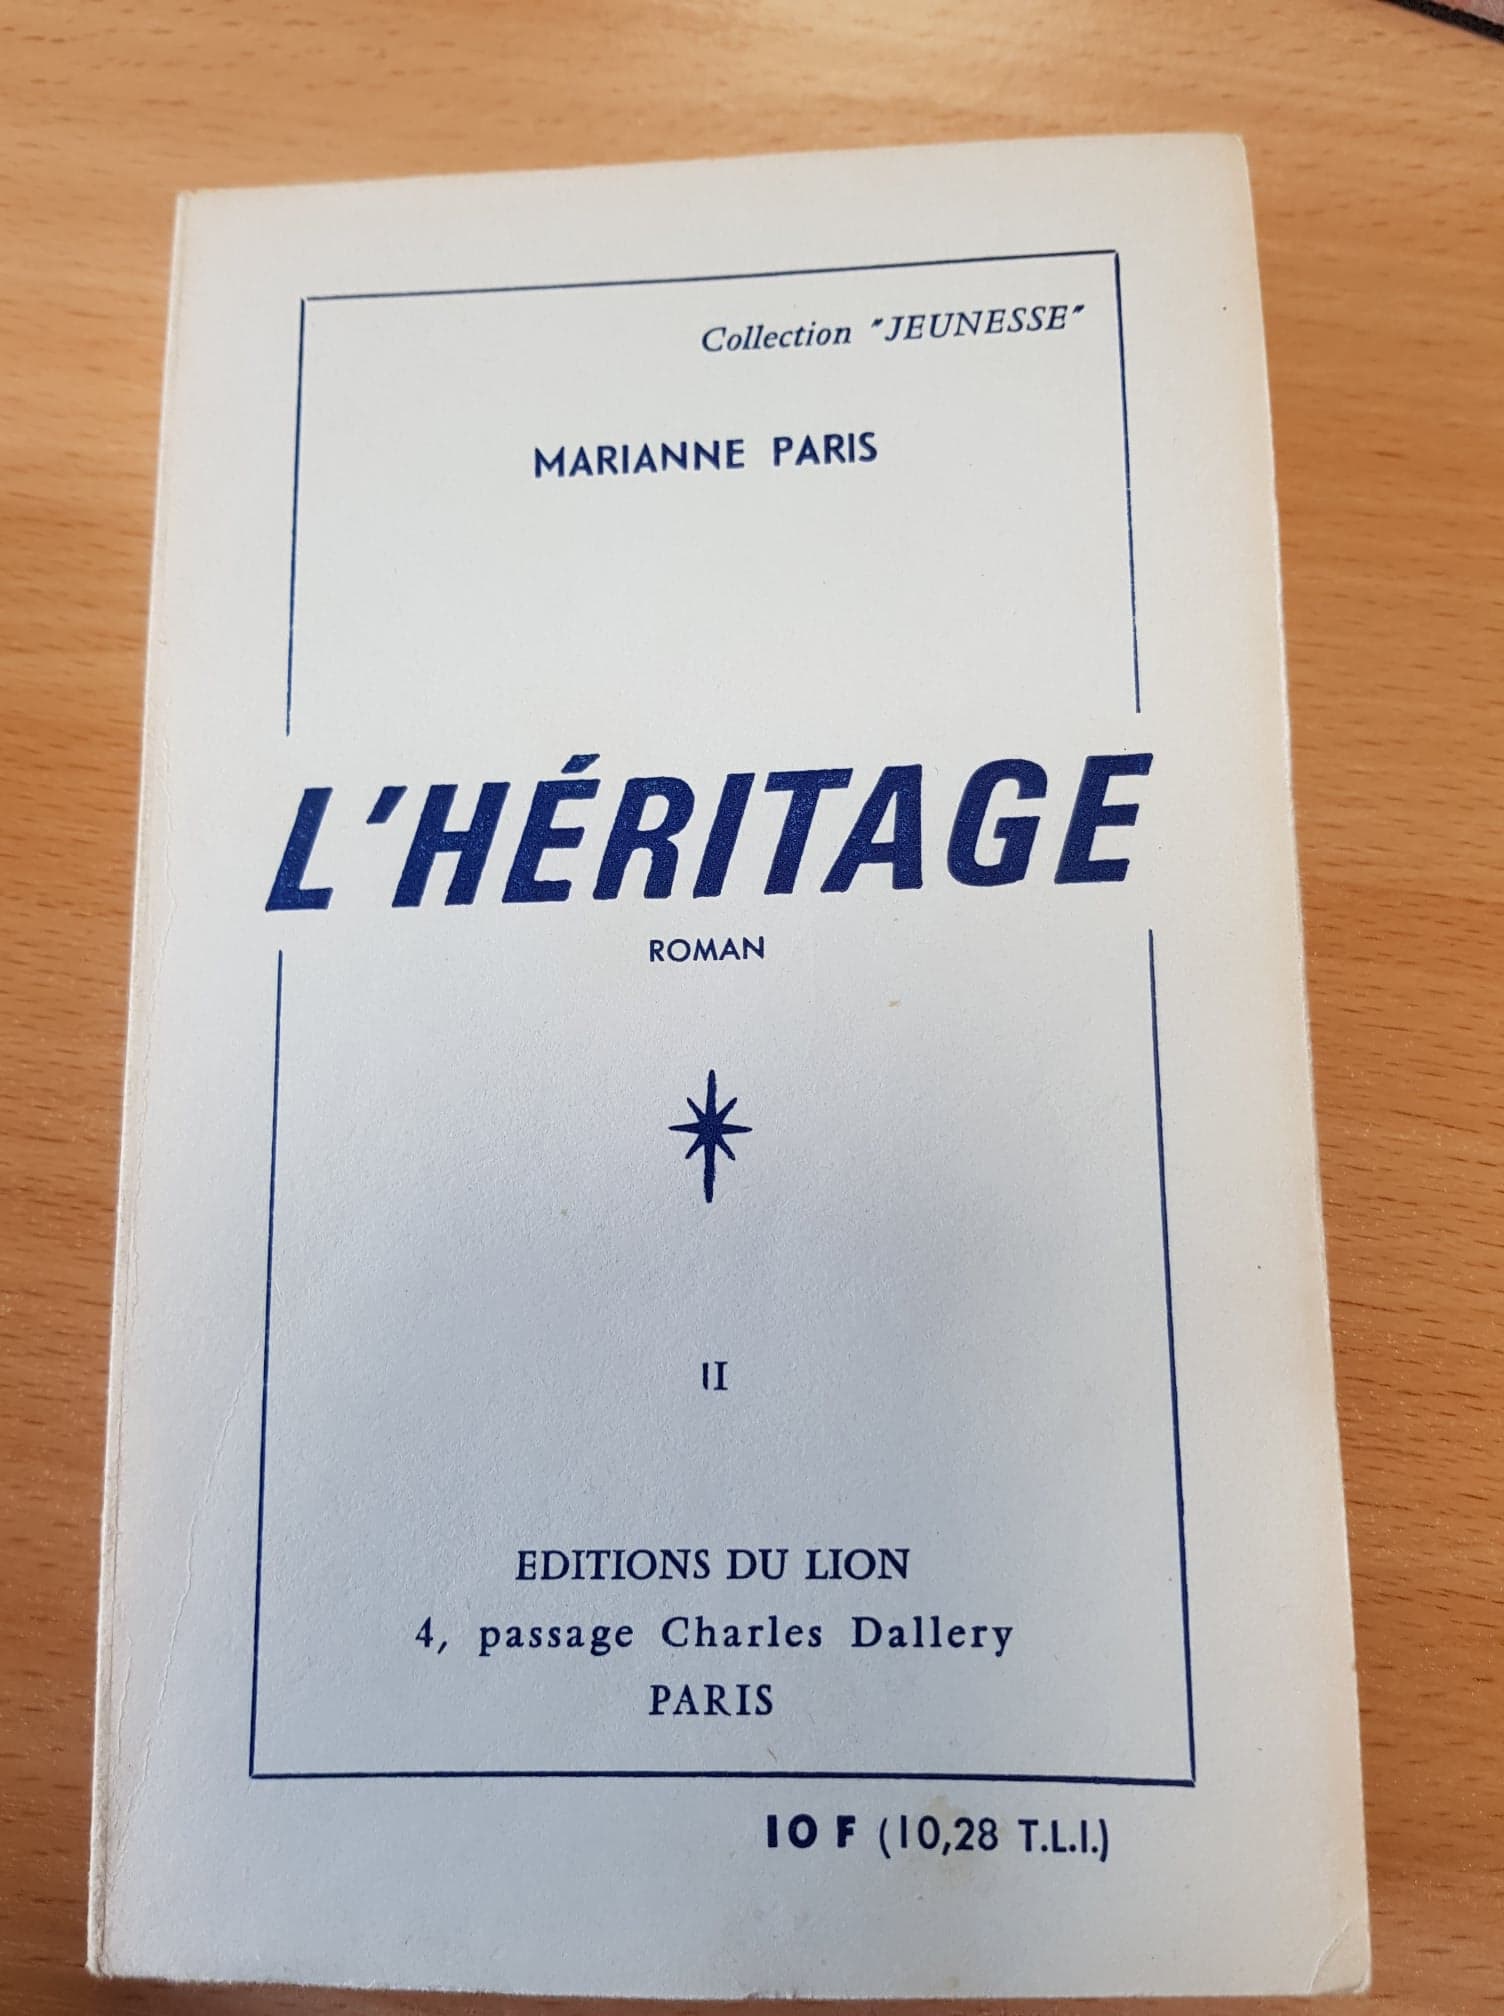 Collection "JEUNESSE"
MARIANNE PARIS
L'HÉRITAGE
ROMAN
II
EDITIONS DU LION
4, passage Charles Dallery
PARIS
10 F (10,28 T.L.I.)